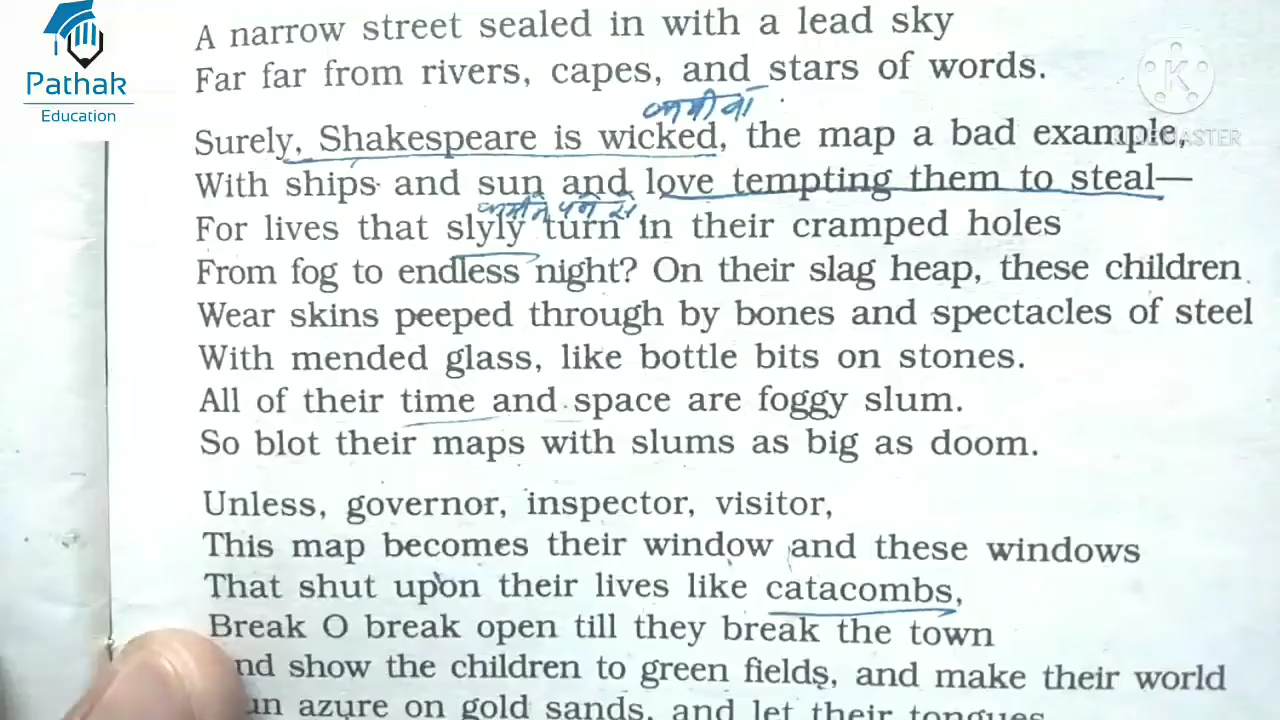 Pathak
Education
A narrow street sealed in with a lead sky
Far far from rivers, capes, and stars of words.
Surely, Shakespeare is wicked, the map a bad example,
With ships and sun and love tempting them to steal—
For lives that slyly turn in their cramped holes
From fog to endless night? On their slag heap, these children
Wear skins peeped through by bones and spectacles of steel
With mended glass, like bottle bits on stones.
All of their time and space are foggy slum.
So blot their maps with slums as big as doom.
Unless, governor, inspector, visitor,
This map becomes their window and these windows
That shut upon their lives like catacombs,
Break O break open till they break the town
nd show the children to green fields, and make their world
un azure on gold sands, and let their tongues